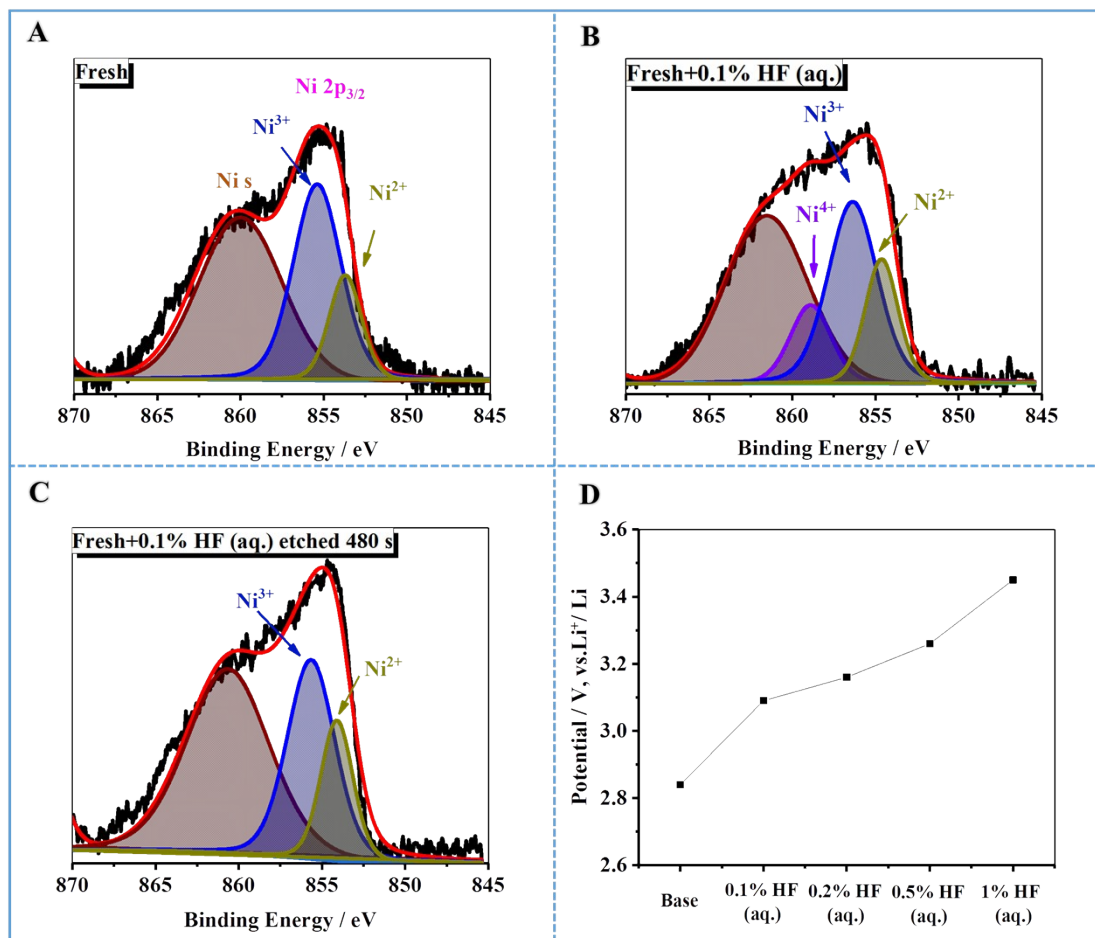 A
Fresh
Ni 2p3/2
Ni3+
Ni s
Ni2+
870 865 860 855 850 845
Binding Energy / eV
B
Fresh+0.1% HF (aq.)
Ni3+
Ni4+
Ni2+
870 865 860 855 850 845
Binding Energy / eV
C
Fresh+0.1% HF (aq.) etched 480 s
Ni3+
Ni2+
870 865 860 855 850 845
Binding Energy / eV
D
Potential / V, vs.Li+/ Li
3.6
3.4
3.2
3.0
2.8
2.6
Base 0.1% HF 0.2% HF 0.5% HF 1% HF
(aq.) (aq.) (aq.) (aq.)